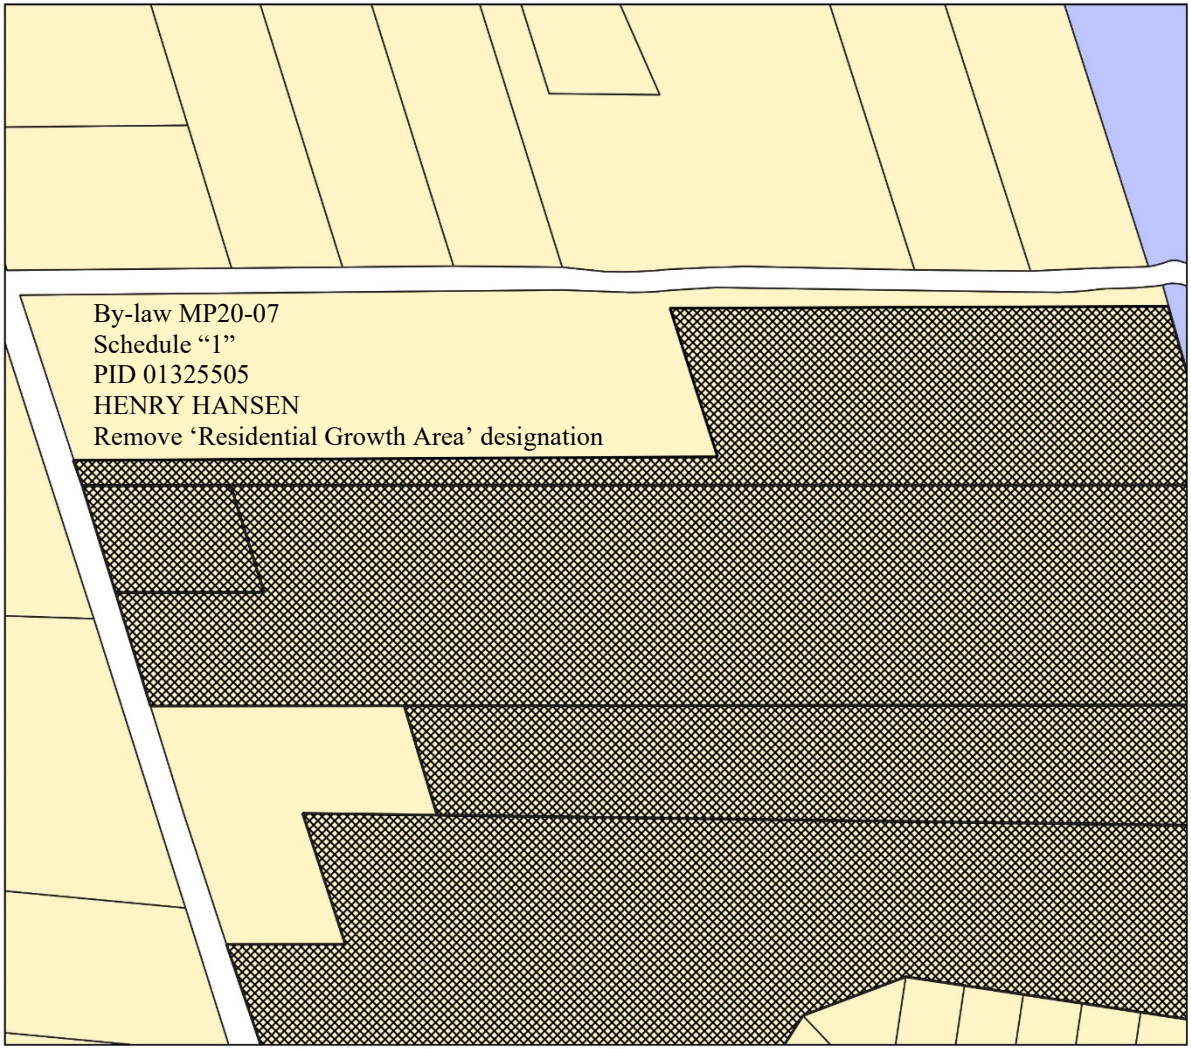 By-law MP20-07
Schedule “1”
PID 01325505
HENRY HANSEN
Remove ‘Residential Growth Area’ designation